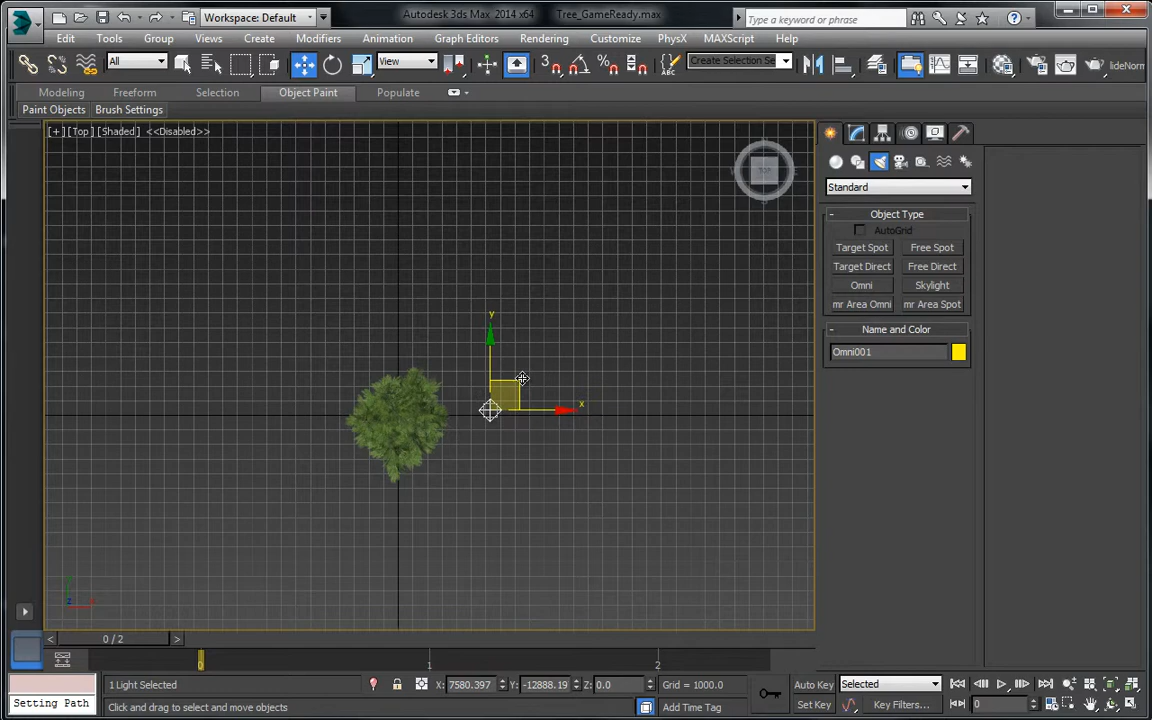 Workspace: Default
Autodesk 3ds Max 2014 x64 Tree_GameReady.max
Type a keyword or phrase
Edit Tools Group Views Create Modifiers Animation Graph Editors Rendering Customize PhysX MAXScript Help
All View Create Selection Se lideNorm
Modeling Freeform Selection Object Paint Populate
Paint Objects Brush Settings
[+] [Top] [Shaded] <<Disabled>>
TOP
Standard
Object Type
AutoGrid
Target Spot Free Spot
Target Direct Free Direct
Omni Skylight
mr Area Omni mr Area Spot
Name and Color
Omni001
y
x
0 / 2
0 1 2
1 Light Selected X: 7580.397 Y: -12888.19 Z: 0.0 Grid = 1000.0 Auto Key Selected
Setting Path Click and drag to select and move objects Add Time Tag Set Key Key Filters... 0